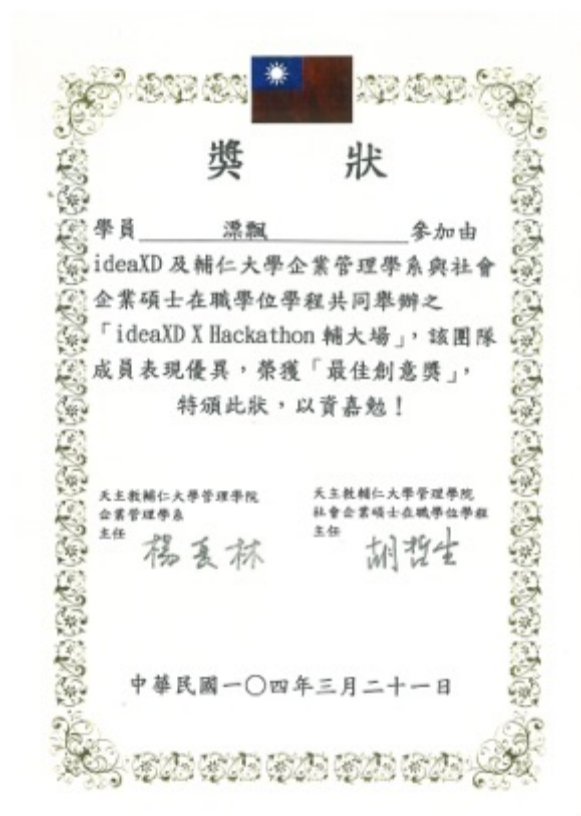 獎 狀
學員 漂飄 參加由
ideaXD 及輔仁大學企業管理學系與社會
企業碩士在職學位學程共同舉辦之
「ideaXD X Hackathon 輔大場」，該團隊
成員表現優異，榮獲「最佳創意獎」，
特頒此狀，以資嘉勉！
天主教輔仁大學管理學院
企業管理學系
主任
天主教輔仁大學管理學院
社會企業碩士在職學位學程
主任 胡哲生
中華民國一〇四年三月二十一日